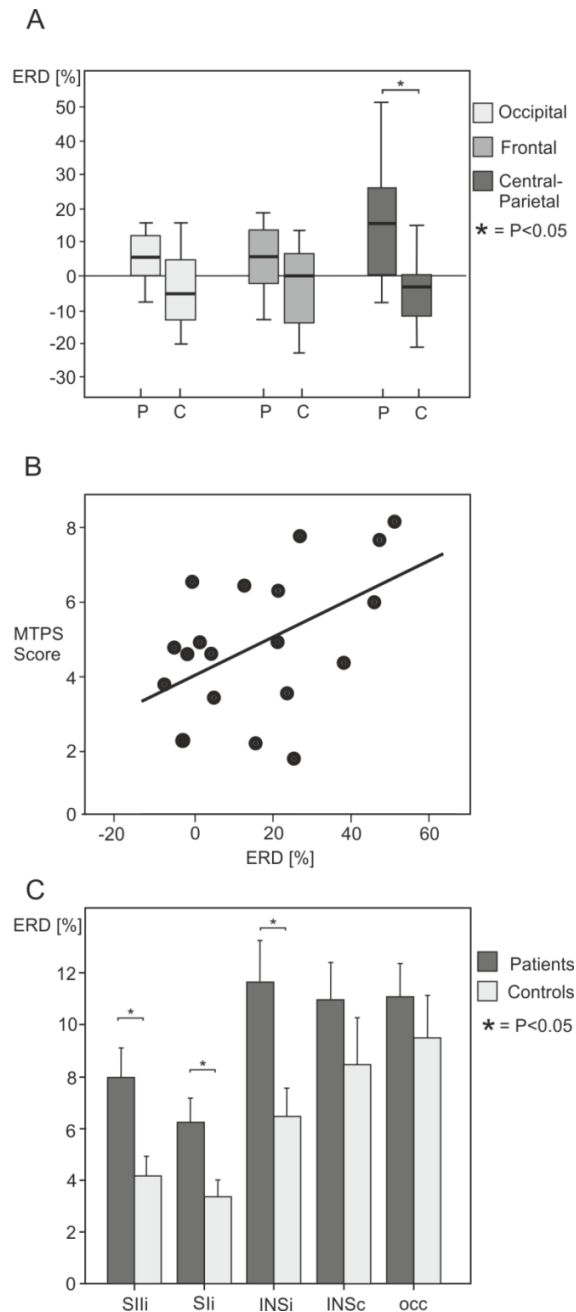 A
ERD [%]
50
40
30
20
10
0
-10
-20
-30
P C P C P C
*
Occipital
Frontal
Central-
Parietal
* = P<0.05
B
8
6
MTPS
Score
4
2
0
-20 0 20 40 60
ERD [%]
C
ERD [%]
12
10
8
6
4
2
0
* * *
SIIi SIi INSi INSc occ
Patients
Controls
* = P<0.05